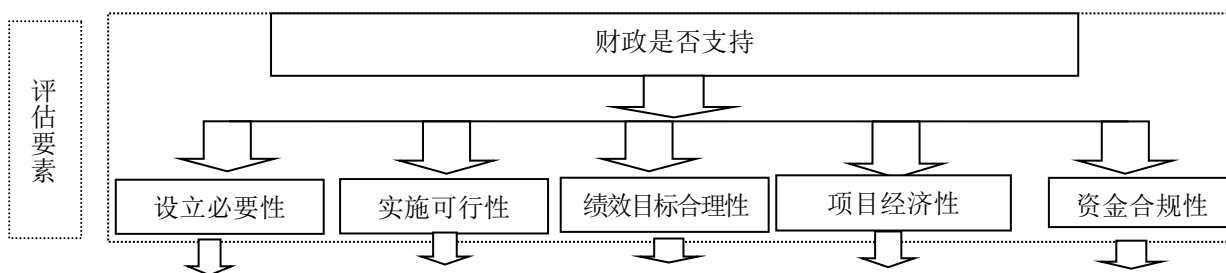 财政是否支持
评估要素
设立必要性
实施可行性
绩效目标合理性
项目经济性
资金合规性